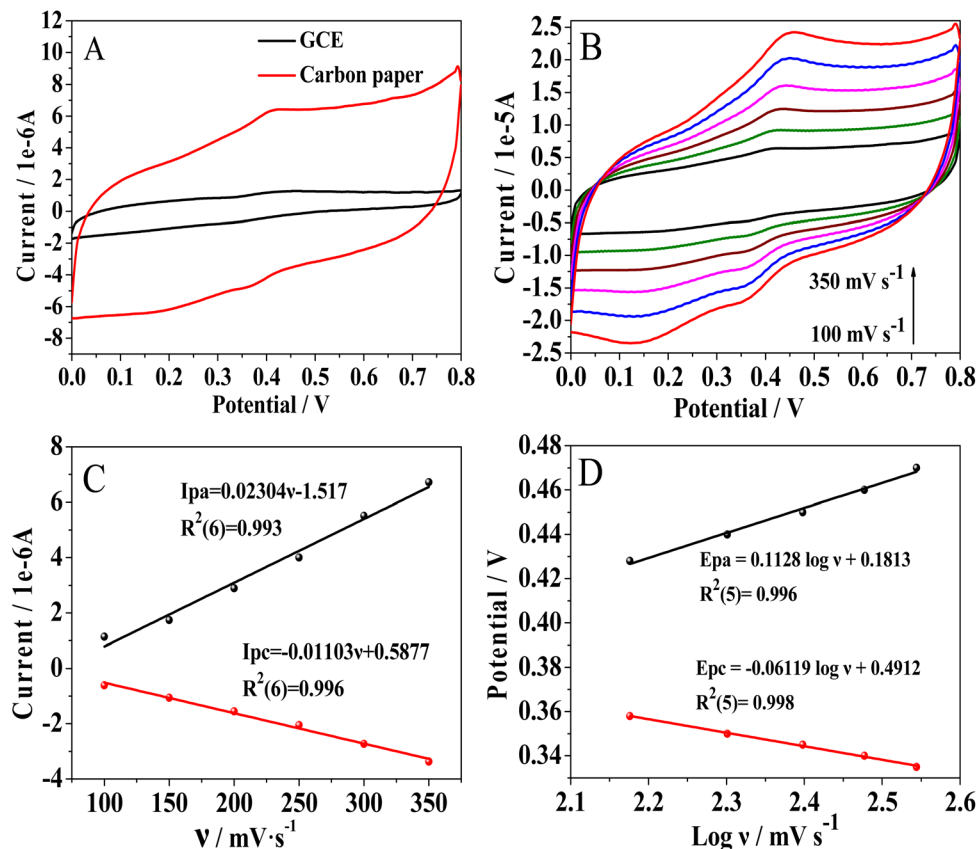 A
GCE
Carbon paper
12
10
8
6
4
2
0
-2
-4
-6
-8
Current / 1e-6A
0.0 0.1 0.2 0.3 0.4 0.5 0.6 0.7 0.8
Potential / V
B
2.5
2.0
1.5
1.0
0.5
0.0
-0.5
-1.0
-1.5
-2.0
-2.5
Current / 1e-5A
350 mV s⁻¹
100 mV s⁻¹
0.0 0.1 0.2 0.3 0.4 0.5 0.6 0.7 0.8
Potential / V
C
8
6
4
2
0
-2
-4
Current / 1e-6A
Ipa=0.02304ν-1.517
R²(6)=0.993
Ipc=-0.01103ν+0.5877
R²(6)=0.996
100 150 200 250 300 350
ν / mV·s⁻¹
D
0.48
0.46
0.44
0.42
0.40
0.38
0.36
0.34
Potential / V
Epa = 0.1128 log ν + 0.1813
R²(5)= 0.996
Epc = -0.06119 log ν + 0.4912
R²(5)= 0.998
2.1 2.2 2.3 2.4 2.5 2.6
Log ν / mV s⁻¹